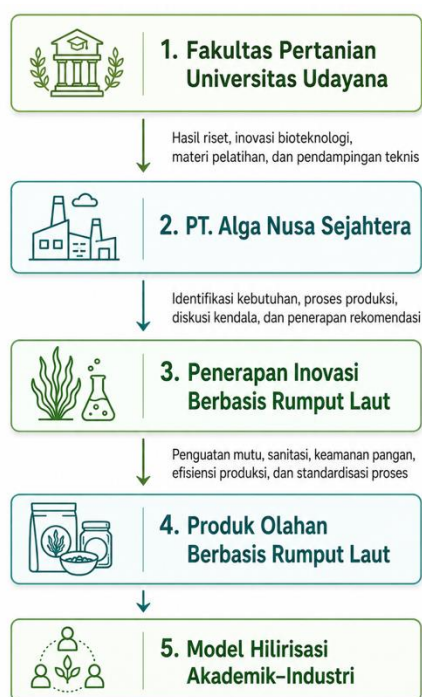 1. Fakultas Pertanian
Universitas Udayana
Hasil riset, inovasi bioteknologi,
materi pelatihan, dan pendampingan teknis
2. PT. Alga Nusa Sejahtera
Identifikasi kebutuhan, proses produksi,
diskusi kendala, dan penerapan rekomendasi
3. Penerapan Inovasi
Berbasis Rumput Laut
Penguatan mutu, sanitasi, keamanan pangan,
efisiensi produksi, dan standardisasi proses
4. Produk Olahan
Berbasis Rumput Laut
5. Model Hilirisasi
Akademik–Industri